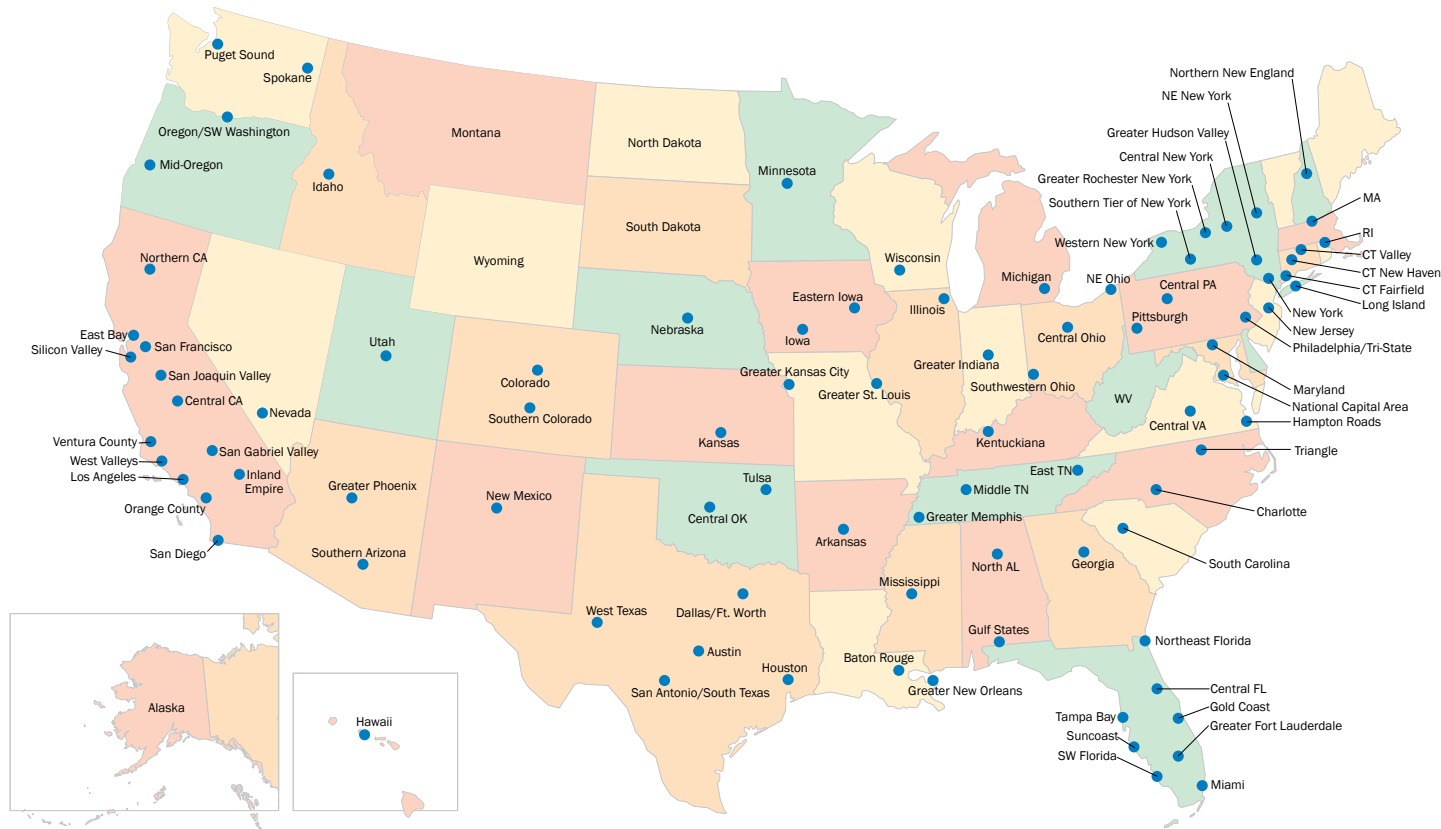 Puget Sound
Spokane
Oregon/SW Washington
Mid-Oregon
Idaho
Montana
North Dakota
South Dakota
Wyoming
Minnesota
Wisconsin
Michigan
Northern New England
NE New York
Greater Hudson Valley
Central New York
Greater Rochester New York
Southern Tier of New York
Western New York
MA
RI
CT Valley
CT New Haven
CT Fairfield
Long Island
New York
New Jersey
Philadelphia/Tri-State
Maryland
National Capital Area
Hampton Roads
Triangle
Charlotte
South Carolina
Northern CA
East Bay
Silicon Valley
San Francisco
San Joaquin Valley
Central CA
Nevada
Ventura County
West Valleys
Los Angeles
San Gabriel Valley
Inland
Empire
Orange County
San Diego
Utah
Colorado
Southern Colorado
Nebraska
Kansas
Eastern Iowa
Iowa
Illinois
Greater Kansas City
Greater St. Louis
Greater Indiana
NE Ohio
Central Ohio
Southwestern Ohio
Central PA
Pittsburgh
WV
Central VA
Kentuckiana
East TN
Middle TN
Greater Memphis
Greater Phoenix
Southern Arizona
New Mexico
Tulsa
Central OK
Arkansas
Mississippi
North AL
Georgia
Gulf States
West Texas
Dallas/Ft. Worth
Austin
Houston
San Antonio/South Texas
Baton Rouge
Greater New Orleans
Northeast Florida
Central FL
Gold Coast
Greater Fort Lauderdale
Tampa Bay
Suncoast
SW Florida
Miami
Alaska
Hawaii